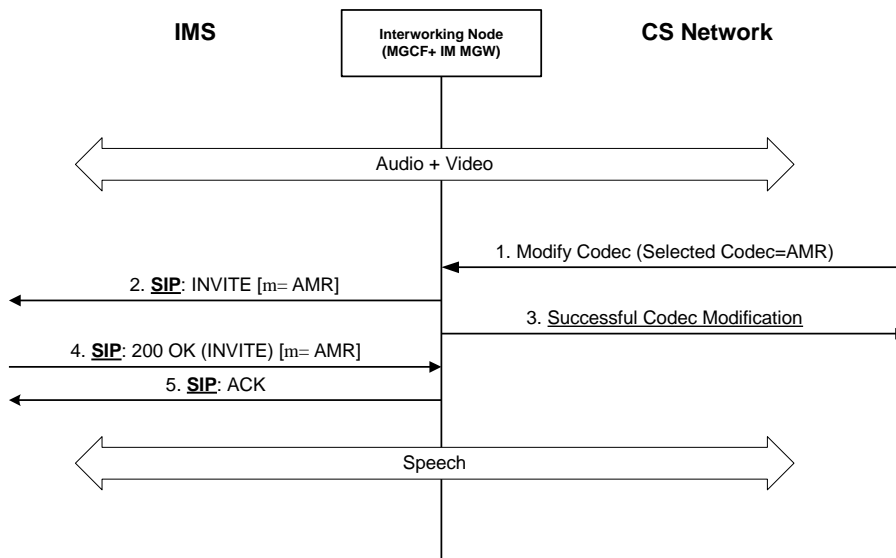 IMS
Interworking Node
(MGCF+ IM MGW)
CS Network
Audio + Video
1. Modify Codec (Selected Codec=AMR)
2. SIP: INVITE [m= AMR]
3. Successful Codec Modification
4. SIP: 200 OK (INVITE) [m= AMR]
5. SIP: ACK
Speech